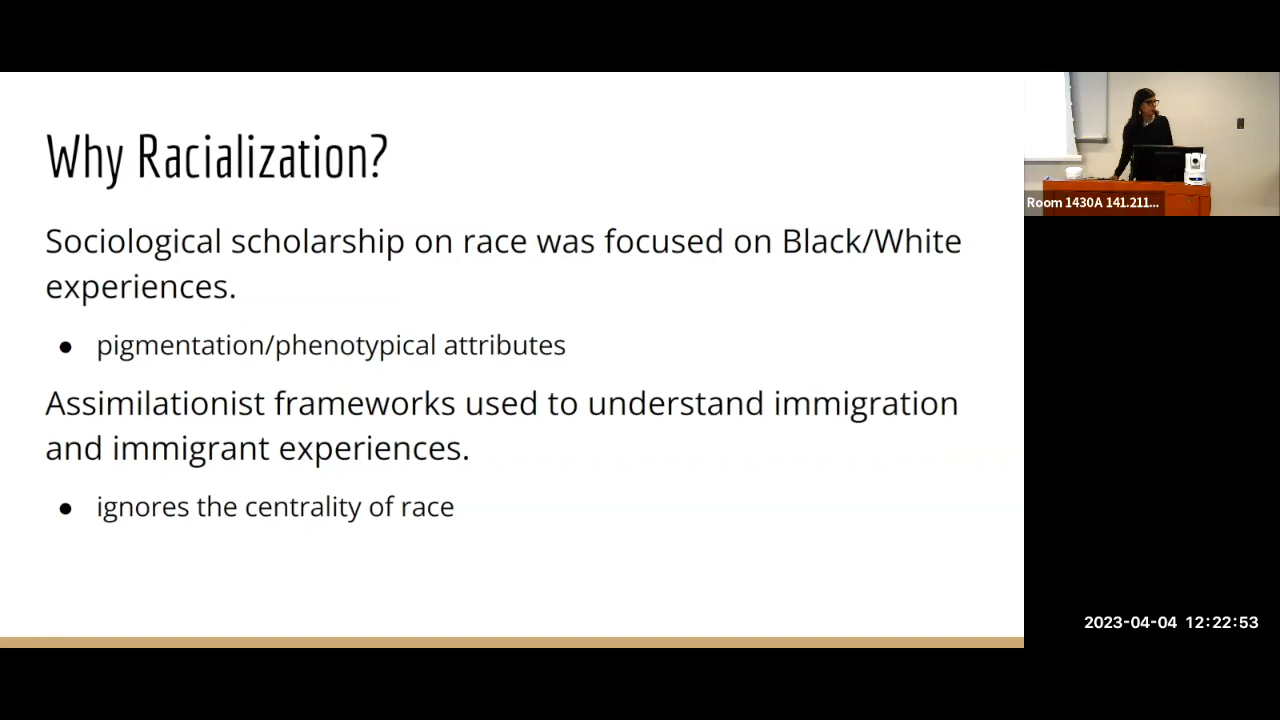 Why Racialization?
Sociological scholarship on race was focused on Black/White
experiences.
● pigmentation/phenotypical attributes
Assimilationist frameworks used to understand immigration
and immigrant experiences.
● ignores the centrality of race
Room 1430A 141.211...
2023-04-04 12:22:53